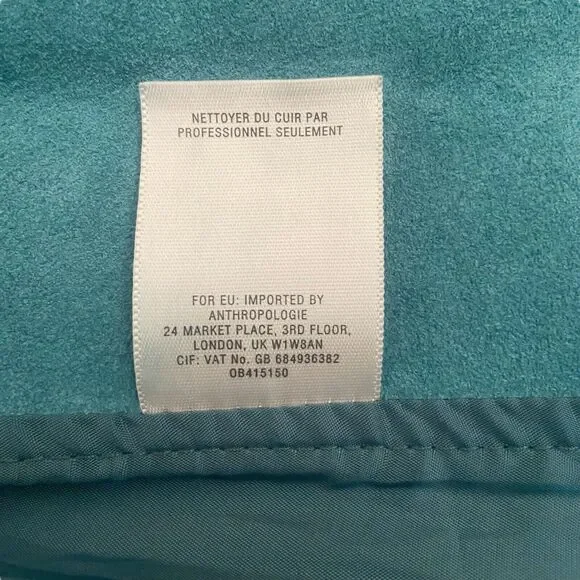 NETTOYER DU CUIR PAR
PROFESSIONNEL SEULEMENT
FOR EU: IMPORTED BY
ANTHROPOLOGIE
24 MARKET PLACE, 3RD FLOOR,
LONDON, UK W1W8AN
CIF: VAT No. GB 684936382
OB415150